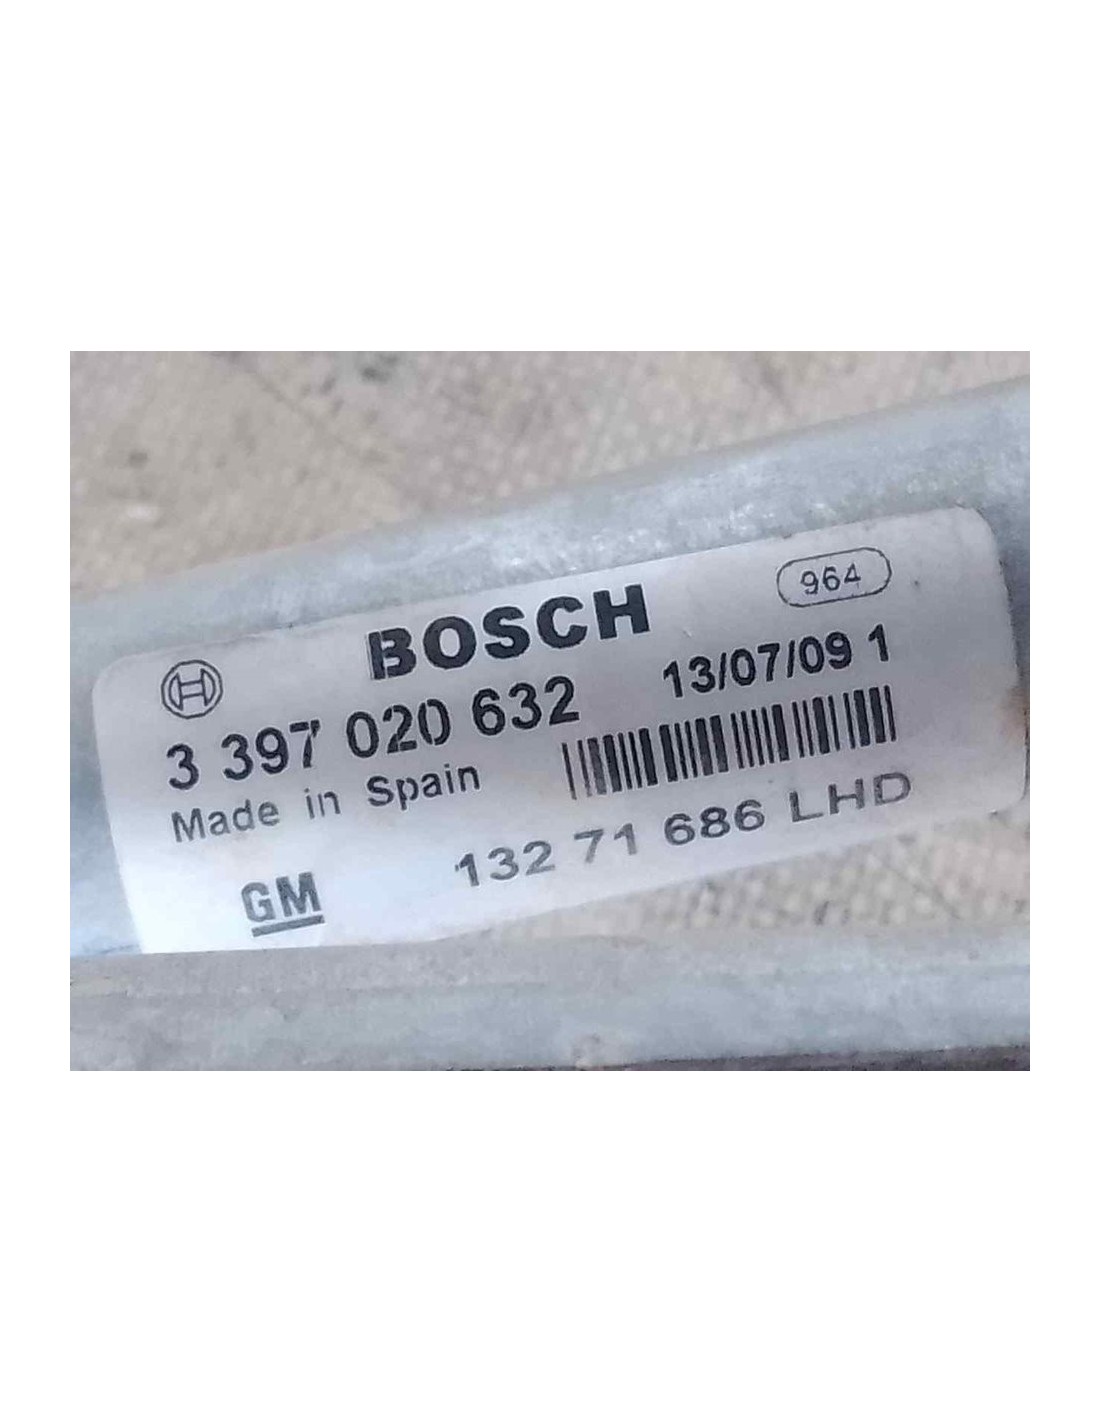 964
BOSCH
3 397 020 632 13/07/09 1
Made in Spain
GM 132 71 686 LHD